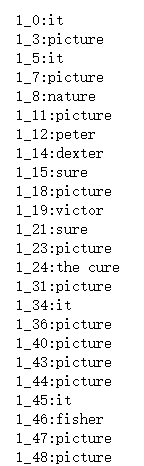 1_0:it
1_3:picture
1_5:it
1_7:picture
1_8:nature
1_11:picture
1_12:peter
1_14:dexter
1_15:sure
1_18:picture
1_19:victor
1_21:sure
1_23:picture
1_24:the cure
1_31:picture
1_34:it
1_36:picture
1_40:picture
1_43:picture
1_44:picture
1_45:it
1_46:fisher
1_47:picture
1_48:picture